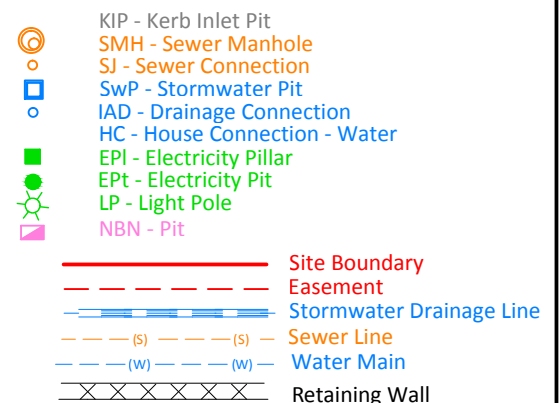 KIP - Kerb Inlet Pit
SMH - Sewer Manhole
SJ - Sewer Connection
SwP - Stormwater Pit
IAD - Drainage Connection
HC - House Connection - Water
EPl - Electricity Pillar
EPt - Electricity Pit
LP - Light Pole
NBN - Pit
Site Boundary
Easement
Stormwater Drainage Line
(S) (S) Sewer Line
(W) (W) Water Main
Retaining Wall